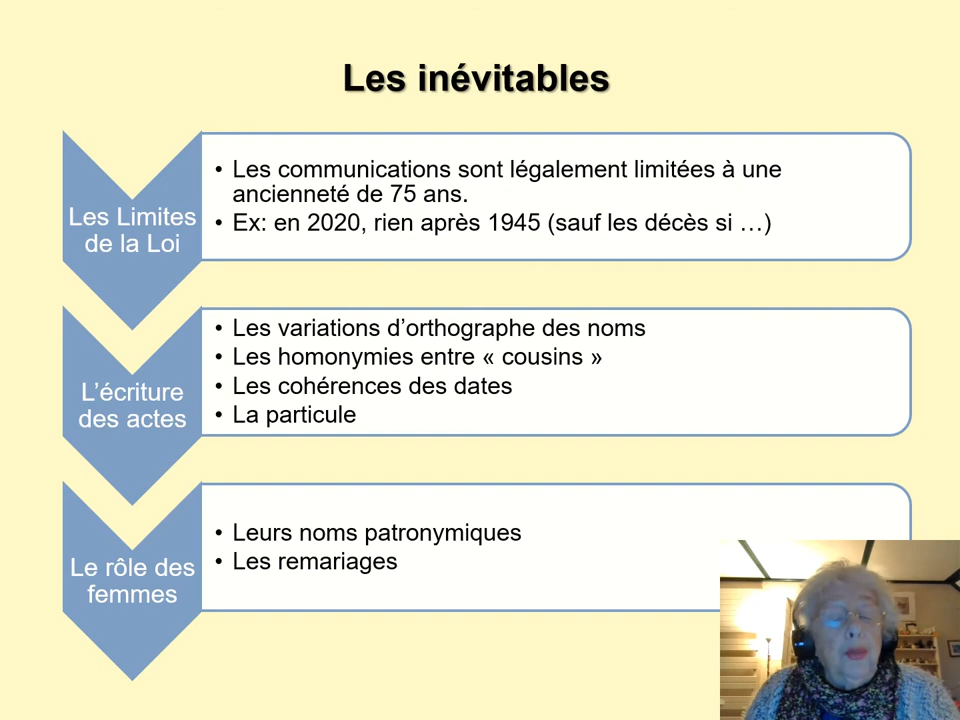 Les inévitables
Les Limites
de la Loi
• Les communications sont légalement limitées à une
ancienneté de 75 ans.
• Ex: en 2020, rien après 1945 (sauf les décès si …)
L’écriture
des actes
• Les variations d’orthographe des noms
• Les homonymies entre « cousins »
• Les cohérences des dates
• La particule
Le rôle des
femmes
• Leurs noms patronymiques
• Les remariages